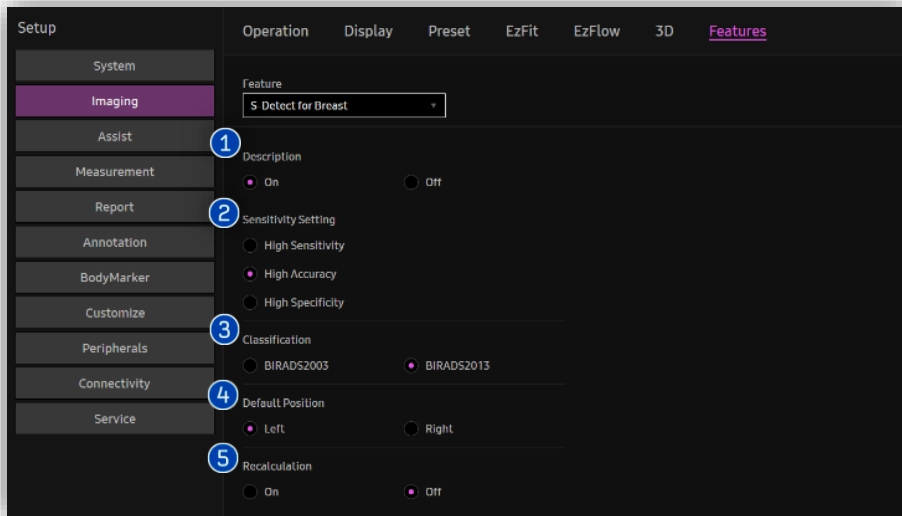 Setup
Operation Display Preset EzFit EzFlow 3D Features
System
Imaging
Assist
Measurement
Report
Annotation
BodyMarker
Customize
Peripherals
Connectivity
Service
Feature
S Detect for Breast
1
Description
On Off
2
Sensitivity Setting
High Sensitivity
High Accuracy
High Specificity
3
Classification
BIRADS2003 BIRADS2013
4
Default Position
Left Right
5
Recalculation
On Off